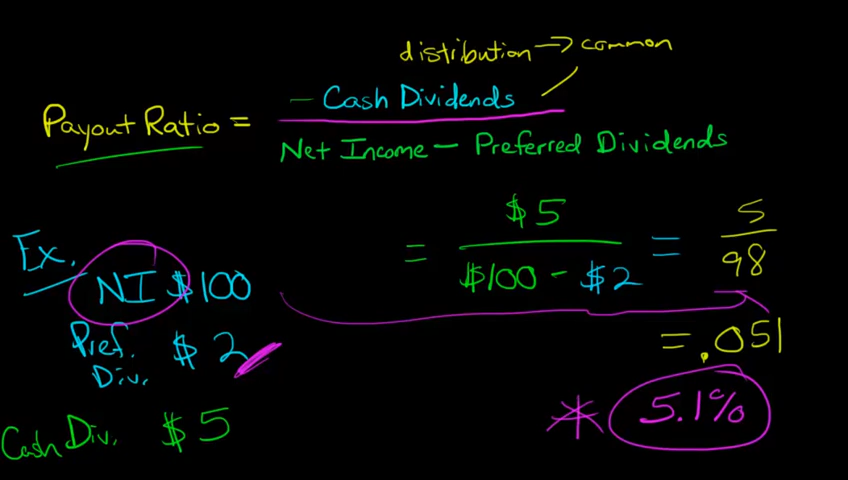 distribution → common
– Cash Dividends
Payout Ratio =
Net Income – Preferred Dividends
Ex.
NI $100
Pref. Div. $2
Cash Div. $5
= $5 / $100 - $2 = 5 / 98
= .051
* 5.1%